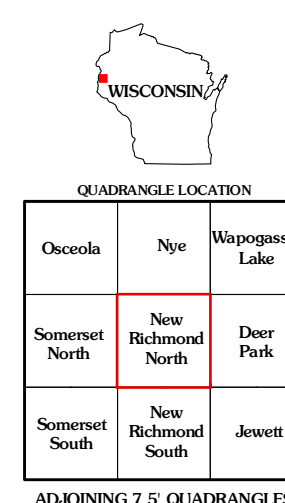 WISCONSIN
QUADRANGLE LOCATION
Osceola
Nye
Wapogass
Lake
Somerset
North
New
Richmond
North
Deer
Park
Somerset
South
New
Richmond
South
Jewett
ADJOINING 7.5' QUADRANGLES